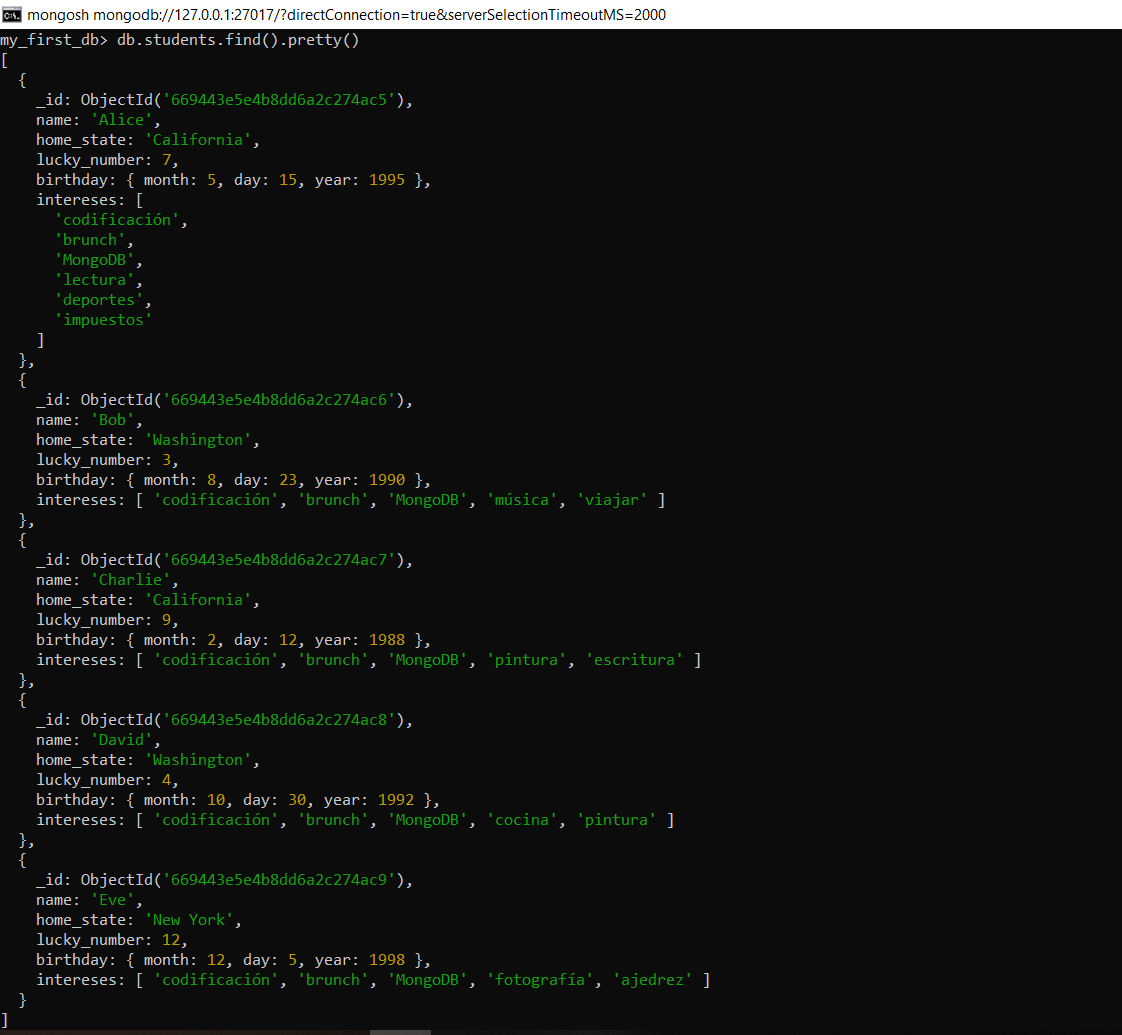 mongosh mongodb://127.0.0.1:27017/?directConnection=true&serverSelectionTimeoutMS=2000
my_first_db> db.students.find().pretty()
[
  {
    _id: ObjectId('669443e5e4b8dd6a2c274ac5'),
    name: 'Alice',
    home_state: 'California',
    lucky_number: 7,
    birthday: { month: 5, day: 15, year: 1995 },
    intereses: [
      'codificación',
      'brunch',
      'MongoDB',
      'lectura',
      'deportes',
      'impuestos'
    ]
  },
  {
    _id: ObjectId('669443e5e4b8dd6a2c274ac6'),
    name: 'Bob',
    home_state: 'Washington',
    lucky_number: 3,
    birthday: { month: 8, day: 23, year: 1990 },
    intereses: [ 'codificación', 'brunch', 'MongoDB', 'música', 'viajar' ]
  },
  {
    _id: ObjectId('669443e5e4b8dd6a2c274ac7'),
    name: 'Charlie',
    home_state: 'California',
    lucky_number: 9,
    birthday: { month: 2, day: 12, year: 1988 },
    intereses: [ 'codificación', 'brunch', 'MongoDB', 'pintura', 'escritura' ]
  },
  {
    _id: ObjectId('669443e5e4b8dd6a2c274ac8'),
    name: 'David',
    home_state: 'Washington',
    lucky_number: 4,
    birthday: { month: 10, day: 30, year: 1992 },
    intereses: [ 'codificación', 'brunch', 'MongoDB', 'cocina', 'pintura' ]
  },
  {
    _id: ObjectId('669443e5e4b8dd6a2c274ac9'),
    name: 'Eve',
    home_state: 'New York',
    lucky_number: 12,
    birthday: { month: 12, day: 5, year: 1998 },
    intereses: [ 'codificación', 'brunch', 'MongoDB', 'fotografía', 'ajedrez' ]
  }
]